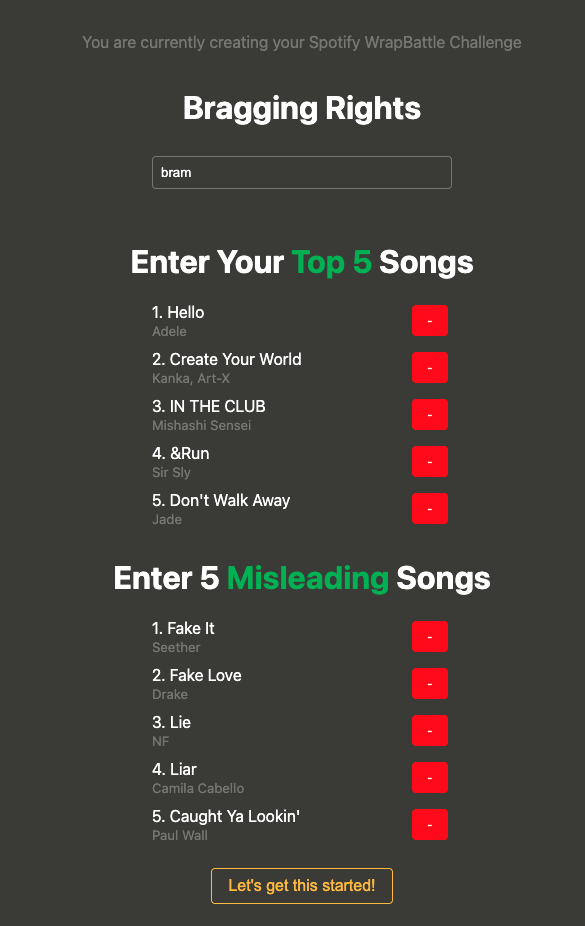 You are currently creating your Spotify WrapBattle Challenge
Bragging Rights
bram
Enter Your Top 5 Songs
1. Hello
Adele
-
2. Create Your World
Kanka, Art-X
-
3. IN THE CLUB
Mishashi Sensei
-
4. &Run
Sir Sly
-
5. Don't Walk Away
Jade
-
Enter 5 Misleading Songs
1. Fake It
Seether
-
2. Fake Love
Drake
-
3. Lie
NF
-
4. Liar
Camila Cabello
-
5. Caught Ya Lookin'
Paul Wall
-
Let's get this started!